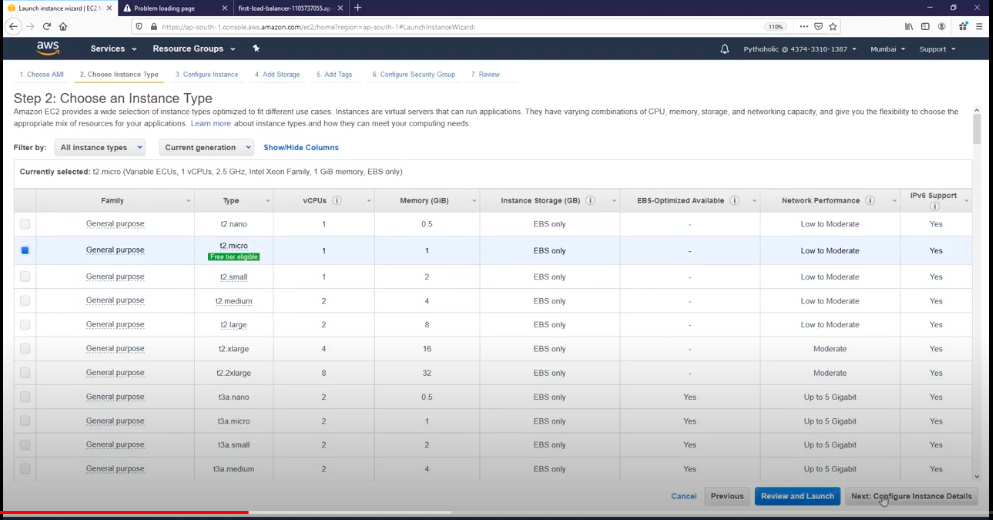 Launch instance wizard | EC2 M
Problem loading page
first-load-balancer-1105737055.ap
https://ap-south-1.console.aws.amazon.com/ec2/home?region=ap-south-1#LaunchInstanceWizard:
110%
aws
Services
Resource Groups
Pythoholic @ 4374-3310-1387
Mumbai
Support
1. Choose AMI
2. Choose Instance Type
3. Configure Instance
4. Add Storage
5. Add Tags
6. Configure Security Group
7. Review
Step 2: Choose an Instance Type
Amazon EC2 provides a wide selection of instance types optimized to fit different use cases. Instances are virtual servers that can run applications. They have varying combinations of CPU, memory, storage, and networking capacity, and give you the flexibility to choose the
appropriate mix of resources for your applications. Learn more about instance types and how they can meet your computing needs.
Filter by: All instance types Current generation Show/Hide Columns
Currently selected: t2.micro (Variable ECUs, 1 vCPUs, 2.5 GHz, Intel Xeon Family, 1 GiB memory, EBS only)
Family Type vCPUs Memory (GiB) Instance Storage (GB) EBS-Optimized Available Network Performance IPv6 Support
General purpose t2.nano 1 0.5 EBS only - Low to Moderate Yes
General purpose t2.micro 1 1 EBS only - Low to Moderate Yes
Free tier eligible
General purpose t2.small 1 2 EBS only - Low to Moderate Yes
General purpose t2.medium 2 4 EBS only - Low to Moderate Yes
General purpose t2.large 2 8 EBS only - Low to Moderate Yes
General purpose t2.xlarge 4 16 EBS only - Moderate Yes
General purpose t2.2xlarge 8 32 EBS only - Moderate Yes
General purpose t3a.nano 2 0.5 EBS only Yes Up to 5 Gigabit Yes
General purpose t3a.micro 2 1 EBS only Yes Up to 5 Gigabit Yes
General purpose t3a.small 2 2 EBS only Yes Up to 5 Gigabit Yes
General purpose t3a.medium 2 4 EBS only Yes Up to 5 Gigabit Yes
Cancel Previous Review and Launch Next: Configure Instance Details